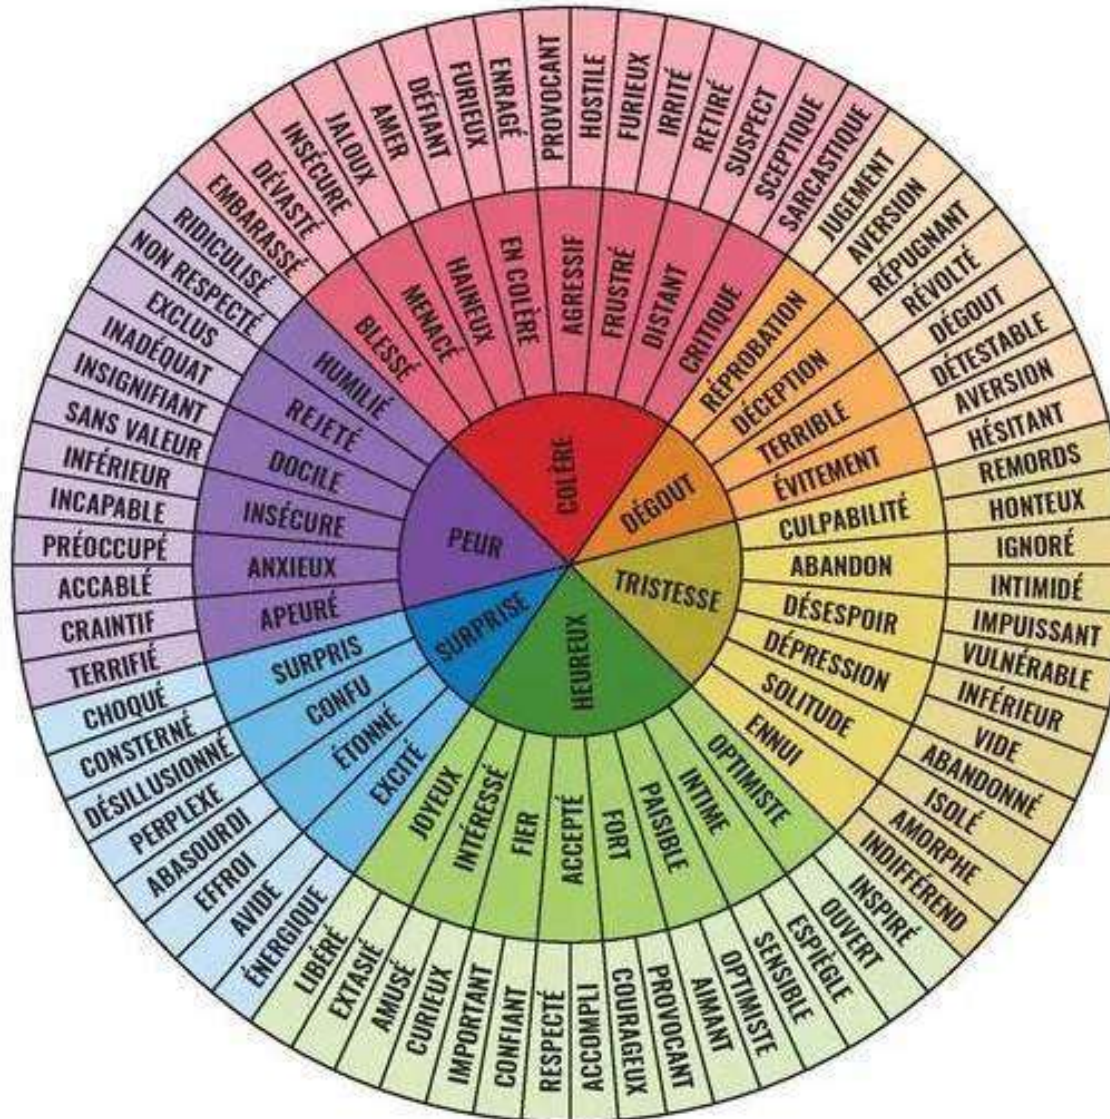 COLÈRE
DÉGOUT
TRISTESSE
HEUREUX
SURPRISE
PEUR
BLESSÉ
MENACÉ
HAINEUX
EN COLÈRE
AGRESSIF
FRUSTRÉ
DISTANT
CRITIQUE
RÉPROBATION
DÉCEPTION
TERRIBLE
ÉVITEMENT
CULPABILITÉ
ABANDON
DÉSESPOIR
DÉPRESSION
SOLITUDE
ENNUI
OPTIMISTE
INTIME
PAISIBLE
FORT
ACCEPTÉ
FIER
INTÉRESSÉ
JOYEUX
EXCITÉ
ÉTONNÉ
CONFU
SURPRIS
APEURÉ
ANXIEUX
INSÉCURE
DOCILE
REJETÉ
HUMILIÉ
EMBARASSÉ
DÉVASTÉ
INSÉCURE
JALOUX
AMER
DÉFIANT
FURIEUX
ENRAGÉ
PROVOCANT
HOSTILE
FURIEUX
IRRITÉ
RETIRÉ
SUSPECT
SCEPTIQUE
SARCASTIQUE
JUGEMENT
AVERSION
RÉPUGNANT
RÉVOLTÉ
DÉGOUT
DÉTESTABLE
AVERSION
HÉSITANT
REMORDS
HONTEUX
IGNORÉ
INTIMIDÉ
IMPUISSANT
VULNÉRABLE
INFÉRIEUR
VIDE
ABANDONNÉ
ISOLÉ
AMORPHE
INDIFFÉREND
INSPIRÉ
OUVERT
ESPIÈGLE
SENSIBLE
OPTIMISTE
AIMANT
PROVOCANT
COURAGEUX
ACCOMPLI
RESPECTÉ
CONFIANT
IMPORTANT
CURIEUX
AMUSÉ
EXTASIÉ
LIBÉRÉ
ÉNERGIQUE
AVIDE
EFFROI
ABASOURDI
PERPLEXE
DÉSILLUSIONNÉ
CONSTERNÉ
CHOQUÉ
TERRIFIÉ
CRAINTIF
ACCABLÉ
PRÉOCCUPÉ
INCAPABLE
INFÉRIEUR
SANS VALEUR
INSIGNIFIANT
INADÉQUAT
EXCLUS
NON RESPECTÉ
RIDICULISÉ